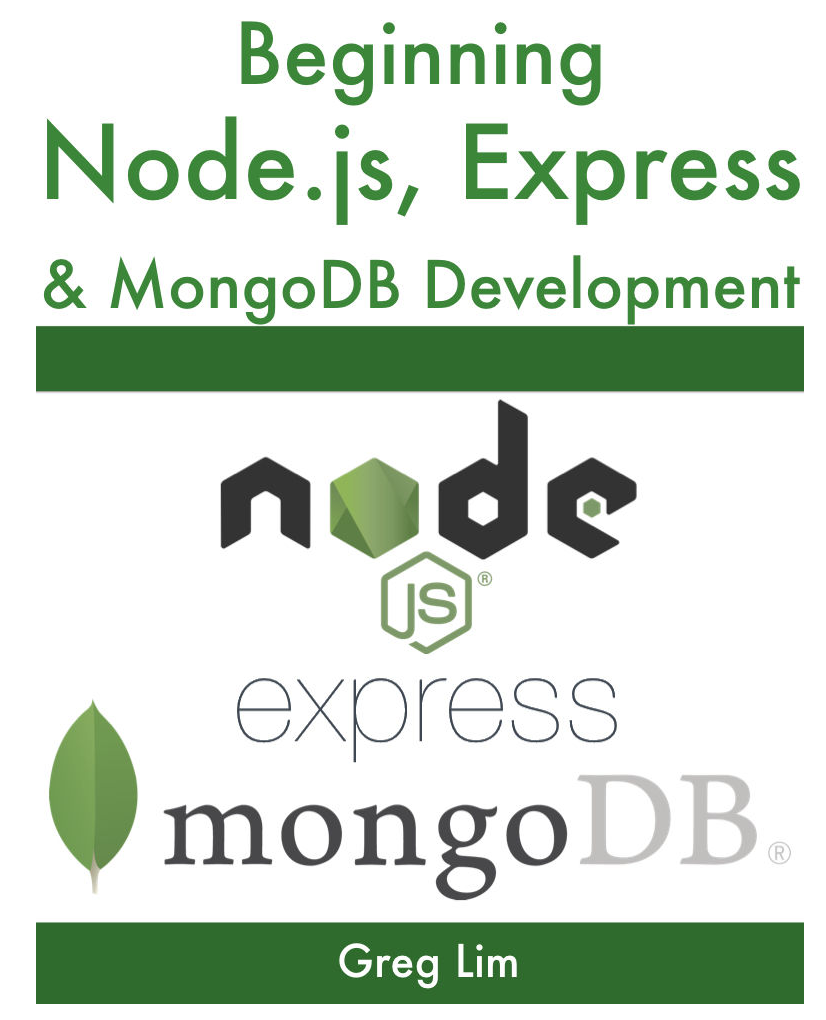 Beginning
Node.js, Express
& MongoDB Development
node
JS®
express
mongoDB®
Greg Lim